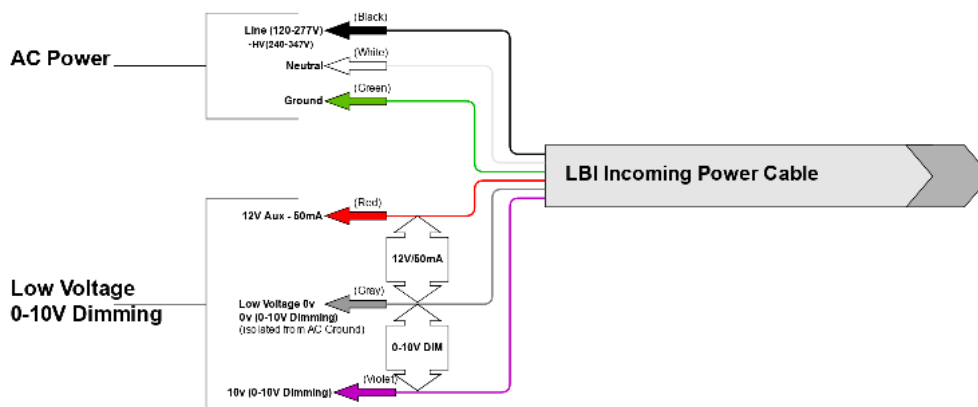 (Black)
Line (120-277V)
-HV(240-347V)
(White)
AC Power
Neutral
(Green)
Ground
LBI Incoming Power Cable
(Red)
12V Aux - 50mA
12V/50mA
Low Voltage
0-10V Dimming
(Gray)
Low Voltage 0v
0v (0-10V Dimming)
(isolated from AC Ground)
0-10V DIM
(Violet)
10v (0-10V Dimming)